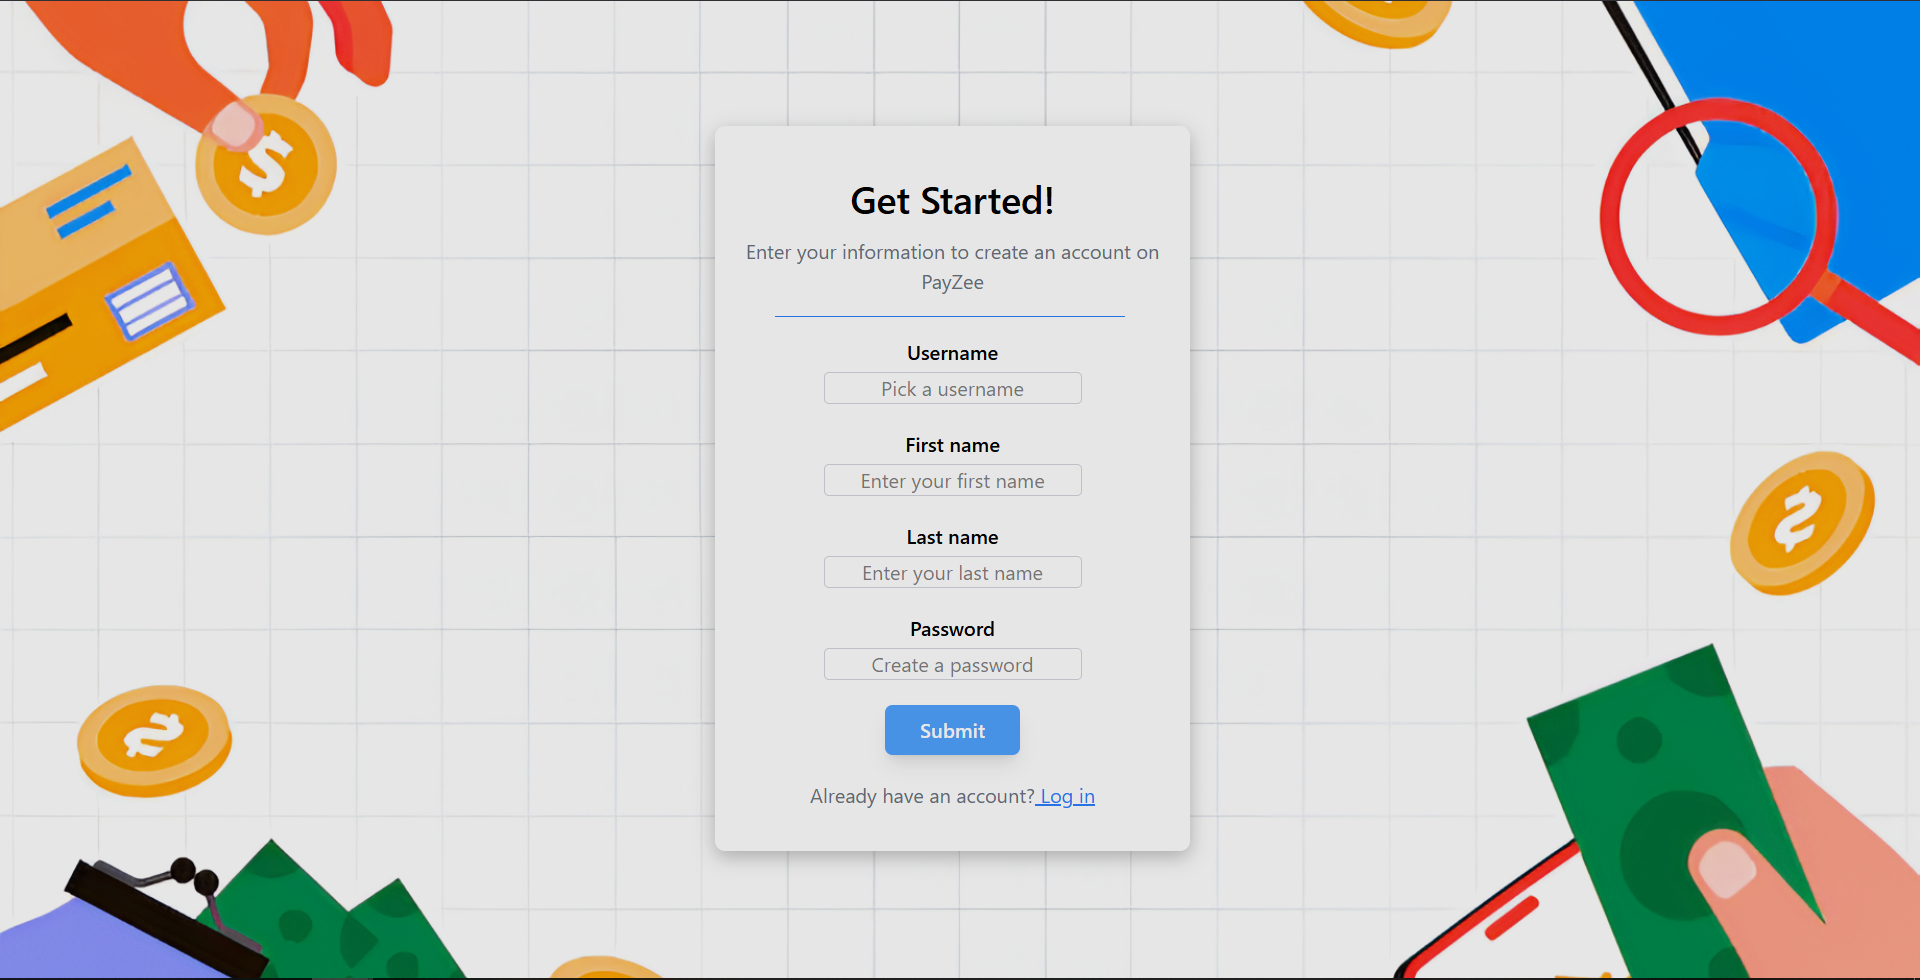 Get Started!
Enter your information to create an account on
PayZee
Username
Pick a username
First name
Enter your first name
Last name
Enter your last name
Password
Create a password
Submit
Already have an account? Log in